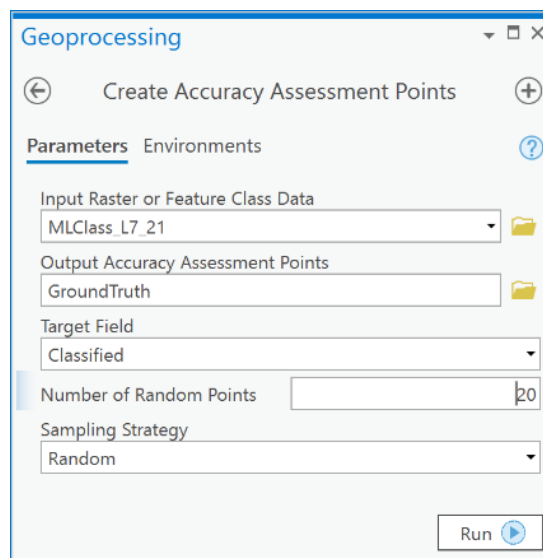 Geoprocessing
Create Accuracy Assessment Points
Parameters Environments
Input Raster or Feature Class Data
MLClass_L7_21
Output Accuracy Assessment Points
GroundTruth
Target Field
Classified
Number of Random Points 20
Sampling Strategy
Random
Run